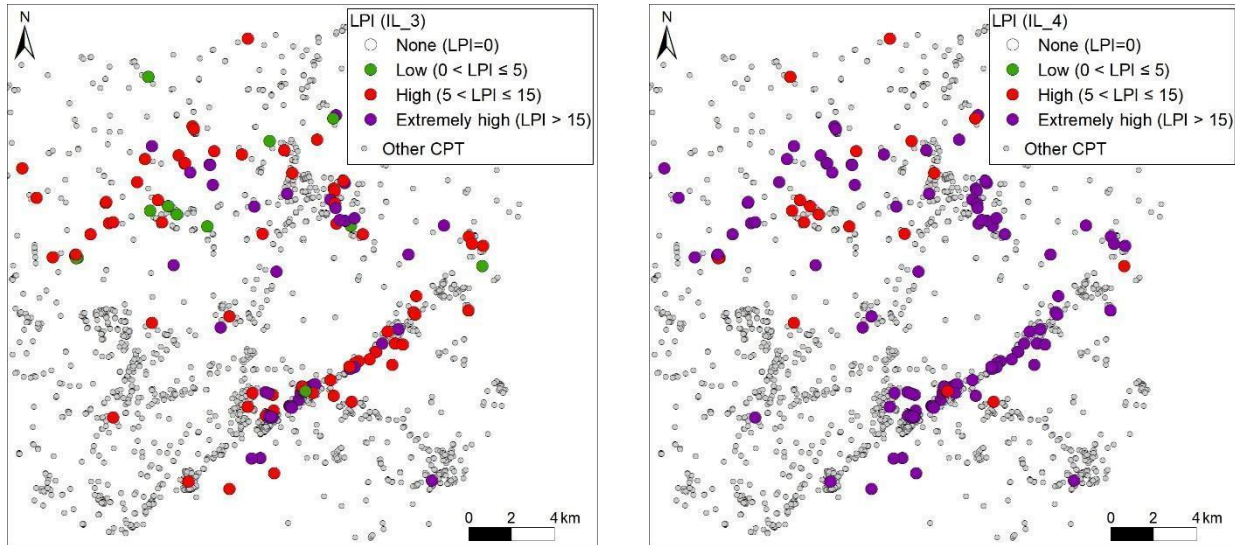 N
LPI (IL_3)
None (LPI=0)
Low (0 < LPI ≤ 5)
High (5 < LPI ≤ 15)
Extremely high (LPI > 15)
Other CPT
0 2 4 km
N
LPI (IL_4)
None (LPI=0)
Low (0 < LPI ≤ 5)
High (5 < LPI ≤ 15)
Extremely high (LPI > 15)
Other CPT
0 2 4 km